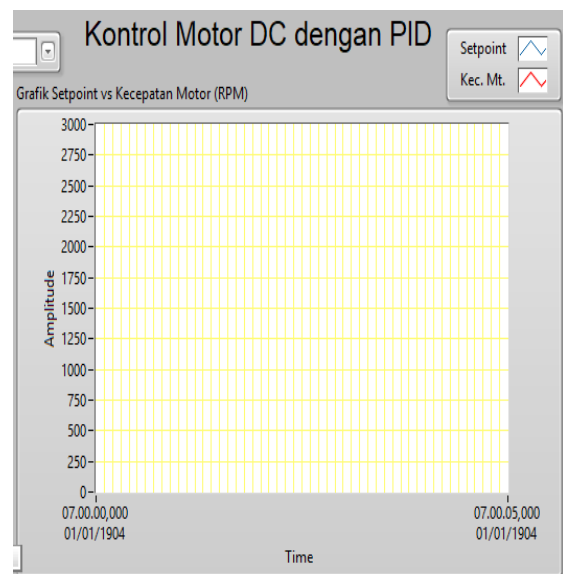 Kontrol Motor DC dengan PID
Setpoint
Kec. Mt.
Grafik Setpoint vs Kecepatan Motor (RPM)
3000
2750
2500
2250
2000
1750
1500
1250
1000
750
500
250
0
Amplitude
07.00.00,000
01/01/1904
07.00.05,000
01/01/1904
Time